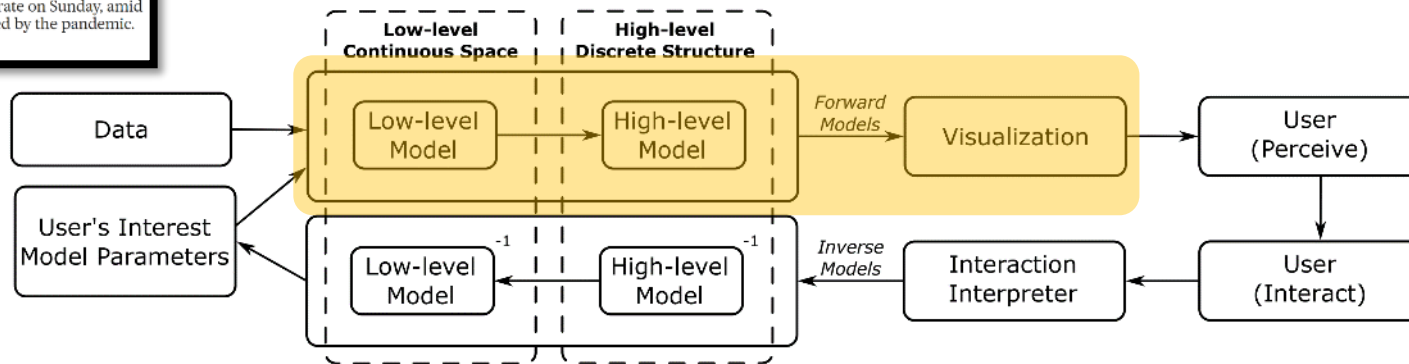 rate on Sunday, amid
ed by the pandemic.
Low-level
Continuous Space
High-level
Discrete Structure
Data
Low-level
Model
High-level
Model
Forward
Models
Visualization
User
(Perceive)
User's Interest
Model Parameters
Low-level
Model
-1
High-level
Model
-1
Inverse
Models
Interaction
Interpreter
User
(Interact)